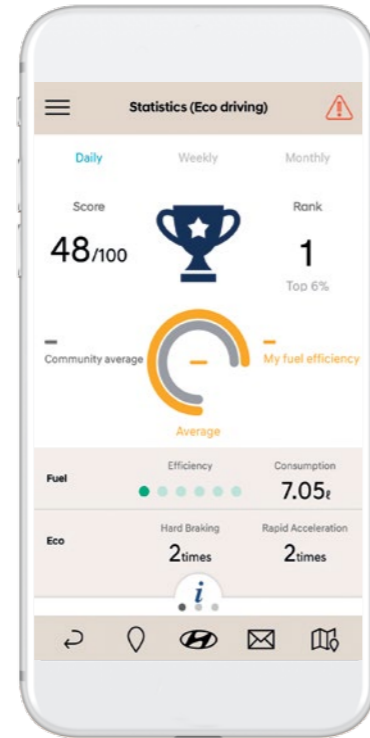 Statistics (Eco driving)
Daily Weekly Monthly
Score Rank
48/100 1
Top 6%
Community average My fuel efficiency
Average
Efficiency Consumption
Fuel 7.05ℓ
Hard Braking Rapid Acceleration
Eco 2times 2times
i